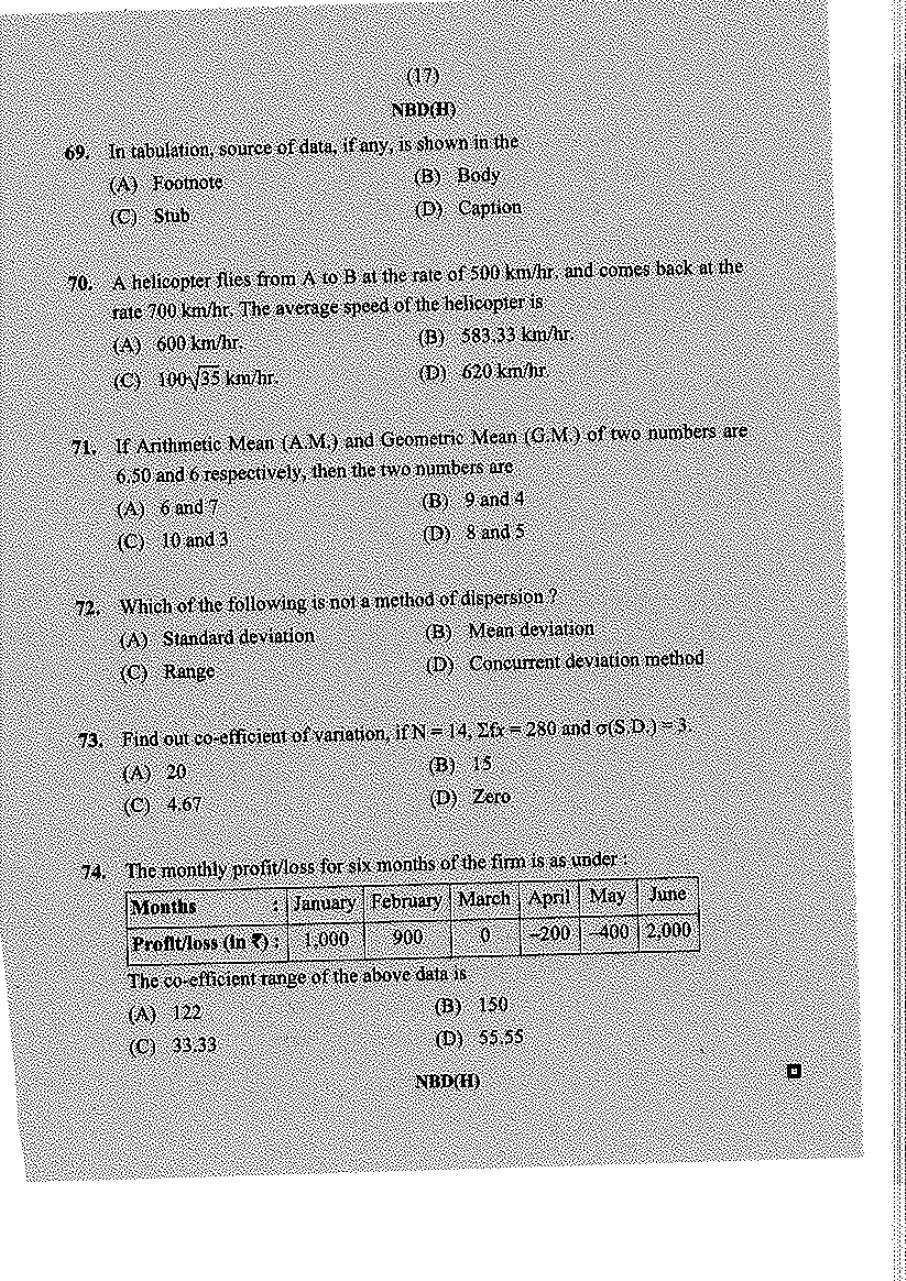 (17)
NBD(H)
69. In tabulation, source of data, if any, is shown in the
(A) Footnote (B) Body
(C) Stub (D) Caption
70. A helicopter flies from A to B at the rate of 500 km/hr. and comes back at the
rate 700 km/hr. The average speed of the helicopter is
(A) 600 km/hr. (B) 583.33 km/hr.
(C) 100√35 km/hr. (D) 620 km/hr.
71. If Arithmetic Mean (A.M.) and Geometric Mean (G.M.) of two numbers are
6.50 and 6 respectively, then the two numbers are
(A) 6 and 7 (B) 9 and 4
(C) 10 and 3 (D) 8 and 5
72. Which of the following is not a method of dispersion ?
(A) Standard deviation (B) Mean deviation
(C) Range (D) Concurrent deviation method
73. Find out co-efficient of variation, if N = 14, Σfx = 280 and σ(S.D.) = 3.
(A) 20 (B) 15
(C) 4.67 (D) Zero
74. The monthly profit/loss for six months of the firm is as under :
Months : January February March April May June
Profit/loss (in ₹) : 1,000 900 0 –200 –400 2,000
The co-efficient range of the above data is
(A) 122 (B) 150
(C) 33.33 (D) 55.55
NBD(H)